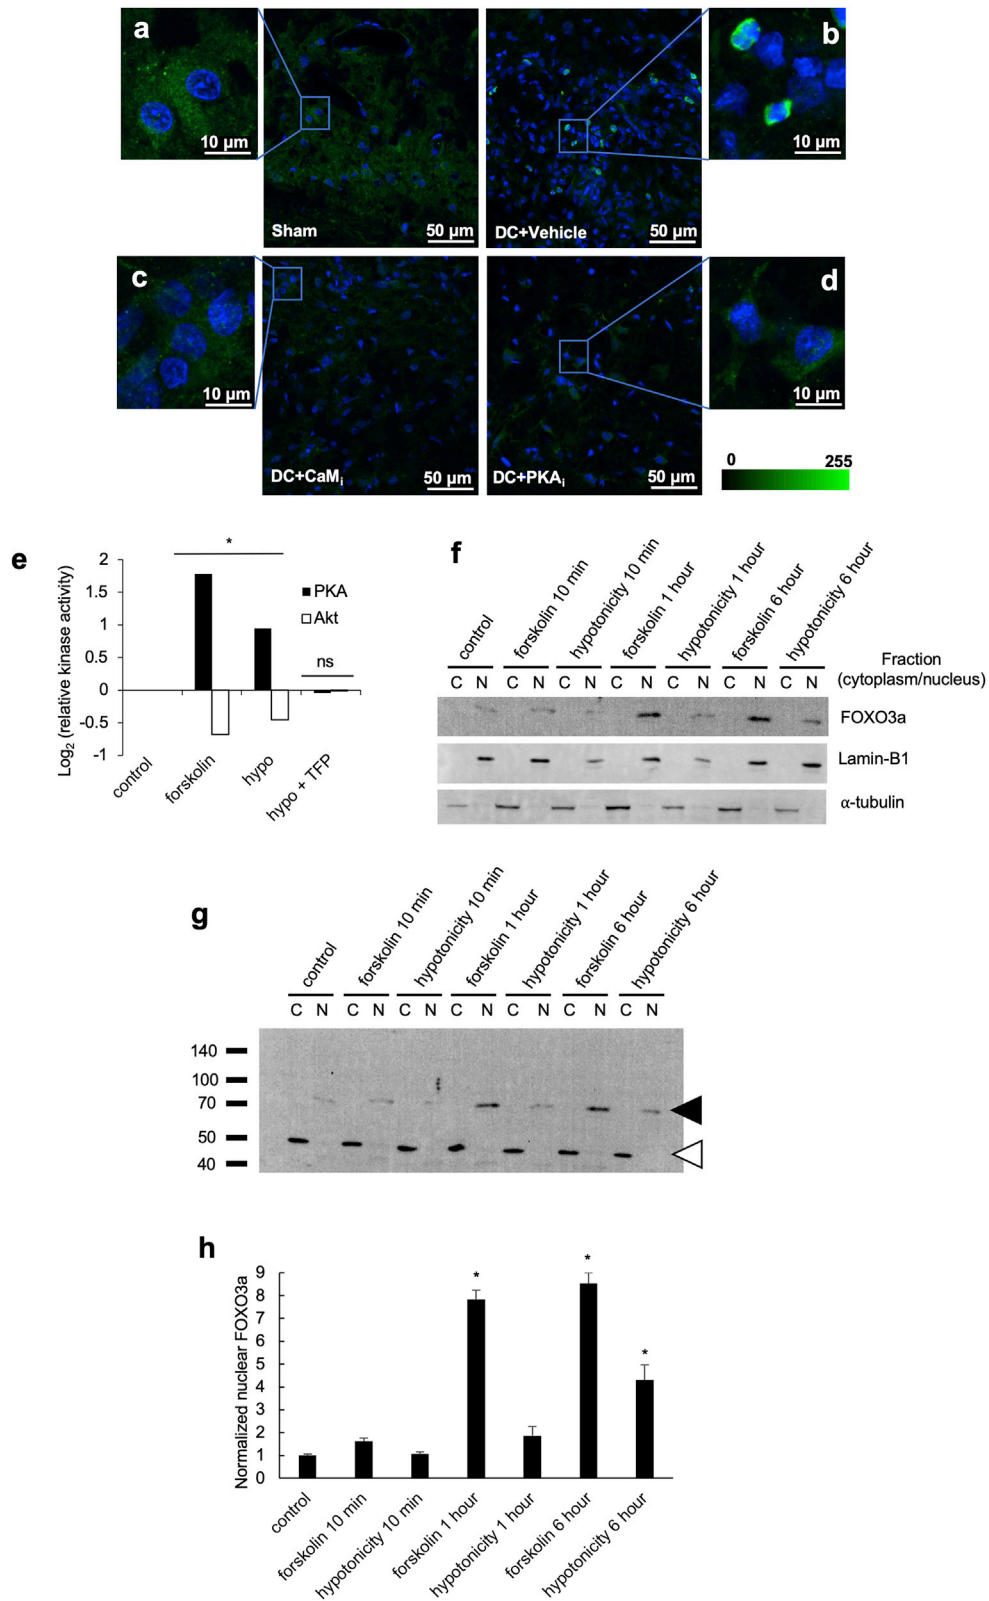 a
b
10 µm
Sham
50 µm
DC+Vehicle
50 µm
10 µm
c
d
10 µm
DC+CaMi
50 µm
DC+PKAi
50 µm
10 µm
0
255
e
*
2
1.5
1
0.5
0
-0.5
-1
Log2 (relative kinase activity)
PKA
Akt
ns
control
forskolin
hypo
hypo + TFP
f
control
forskolin 10 min
hypotonicity 10 min
forskolin 1 hour
hypotonicity 1 hour
forskolin 6 hour
hypotonicity 6 hour
C N C N C N C N C N C N C N
Fraction
(cytoplasm/nucleus)
FOXO3a
Lamin-B1
α-tubulin
g
control
forskolin 10 min
hypotonicity 10 min
forskolin 1 hour
hypotonicity 1 hour
forskolin 6 hour
hypotonicity 6 hour
C N C N C N C N C N C N C N
140
100
70
50
40
h
Normalized nuclear FOXO3a
9
8
7
6
5
4
3
2
1
0
*
*
*
control
forskolin 10 min
hypotonicity 10 min
forskolin 1 hour
hypotonicity 1 hour
forskolin 6 hour
hypotonicity 6 hour